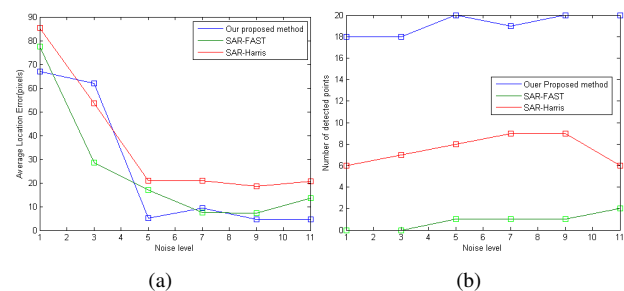 90
80
70
60
50
40
30
20
10
0
Average Location Error(pixels)
1 2 3 4 5 6 7 8 9 10 11
Noise level
Our proposed method
SAR-FAST
SAR-Harris
(a)
20
18
16
14
12
10
8
6
4
2
0
Number of detected points
1 2 3 4 5 6 7 8 9 10 11
Noise level
Ouer Proposed method
SAR-FAST
SAR-Harris
(b)